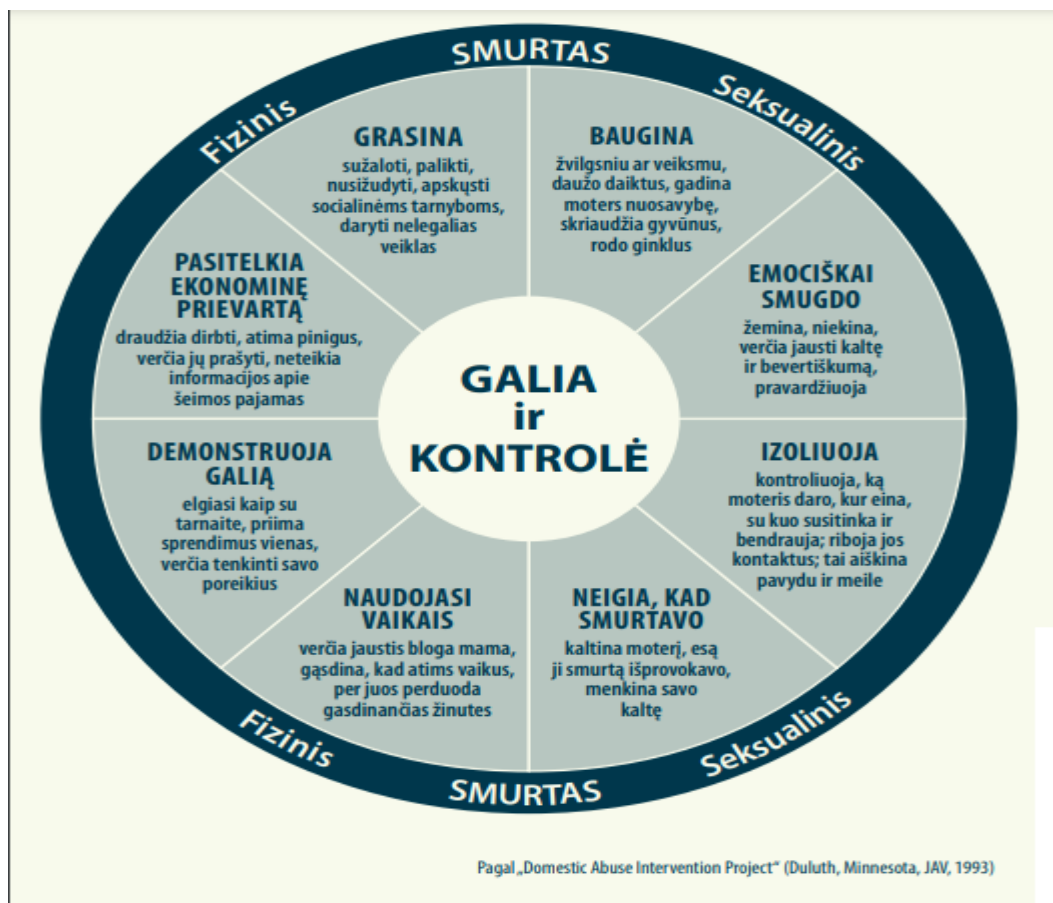 SMURTAS
Fizinis
Seksualinis
GRASINA
sužaloti, palikti,
nusižudyti, apskųsti
socialinėms tarnyboms,
daryti nelegalias
veiklas
BAUGINA
žvilgsniu ar veiksmu,
daužo daiktus, gadina
moters nuosavybę,
skriaudžia gyvūnus,
rodo ginklus
PASITELKIA
EKONOMINĘ
PRIEVARTĄ
draudžia dirbti, atima pinigus,
verčia jų prašyti, neteikia
informacijos apie
šeimos pajamas
EMOCIŠKAI
SMUGDO
žemina, niekina,
verčia jausti kaltę
ir bevertiškumą,
pravardžiuoja
GALIA
ir
KONTROLĖ
DEMONSTRUOJA
GALIĄ
elgiasi kaip su
tarnaite, priima
sprendimus vienas,
verčia tenkinti savo
poreikius
IZOLIUOJA
kontroliuoja, ką
moteris daro, kur eina,
su kuo susitinka ir
bendrauja; riboja jos
kontaktus; tai aiškina
pavydu ir meile
NAUDOJASI
VAIKAIS
verčia jaustis bloga mama,
gąsdina, kad atims vaikus,
per juos perduoda
gasdinančias žinutes
NEIGIA, KAD
SMURTAVO
kaltina moterį, esą
ji smurtą išprovokavo,
menkina savo
kaltę
Fizinis
Seksualinis
SMURTAS
Pagal „Domestic Abuse Intervention Project“ (Duluth, Minnesota, JAV, 1993)